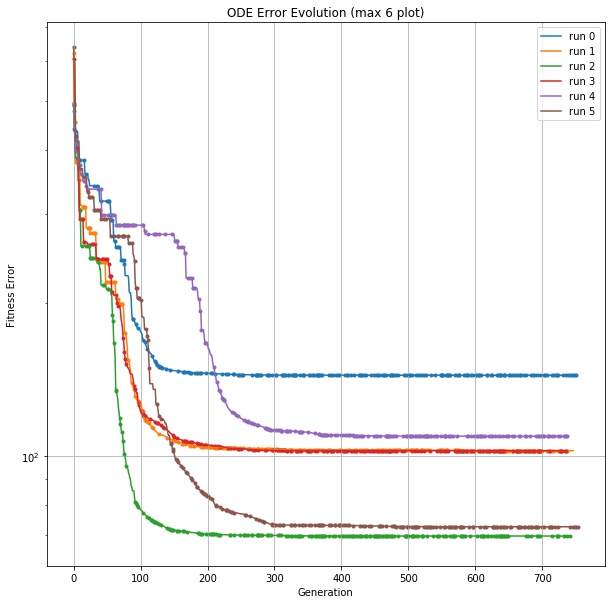 ODE Error Evolution (max 6 plot)
run 0
run 1
run 2
run 3
run 4
run 5
Fitness Error
10²
0 100 200 300 400 500 600 700
Generation